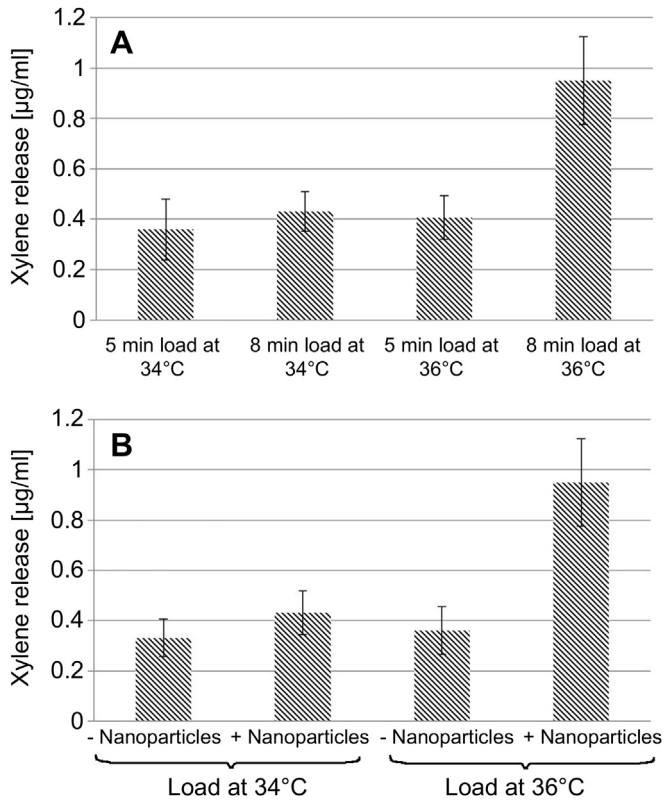 A
Xylene release [µg/ml]
1.2
1
0.8
0.6
0.4
0.2
0
5 min load at 34°C
8 min load at 34°C
5 min load at 36°C
8 min load at 36°C
B
Xylene release [µg/ml]
1.2
1
0.8
0.6
0.4
0.2
0
- Nanoparticles + Nanoparticles - Nanoparticles + Nanoparticles
Load at 34°C Load at 36°C